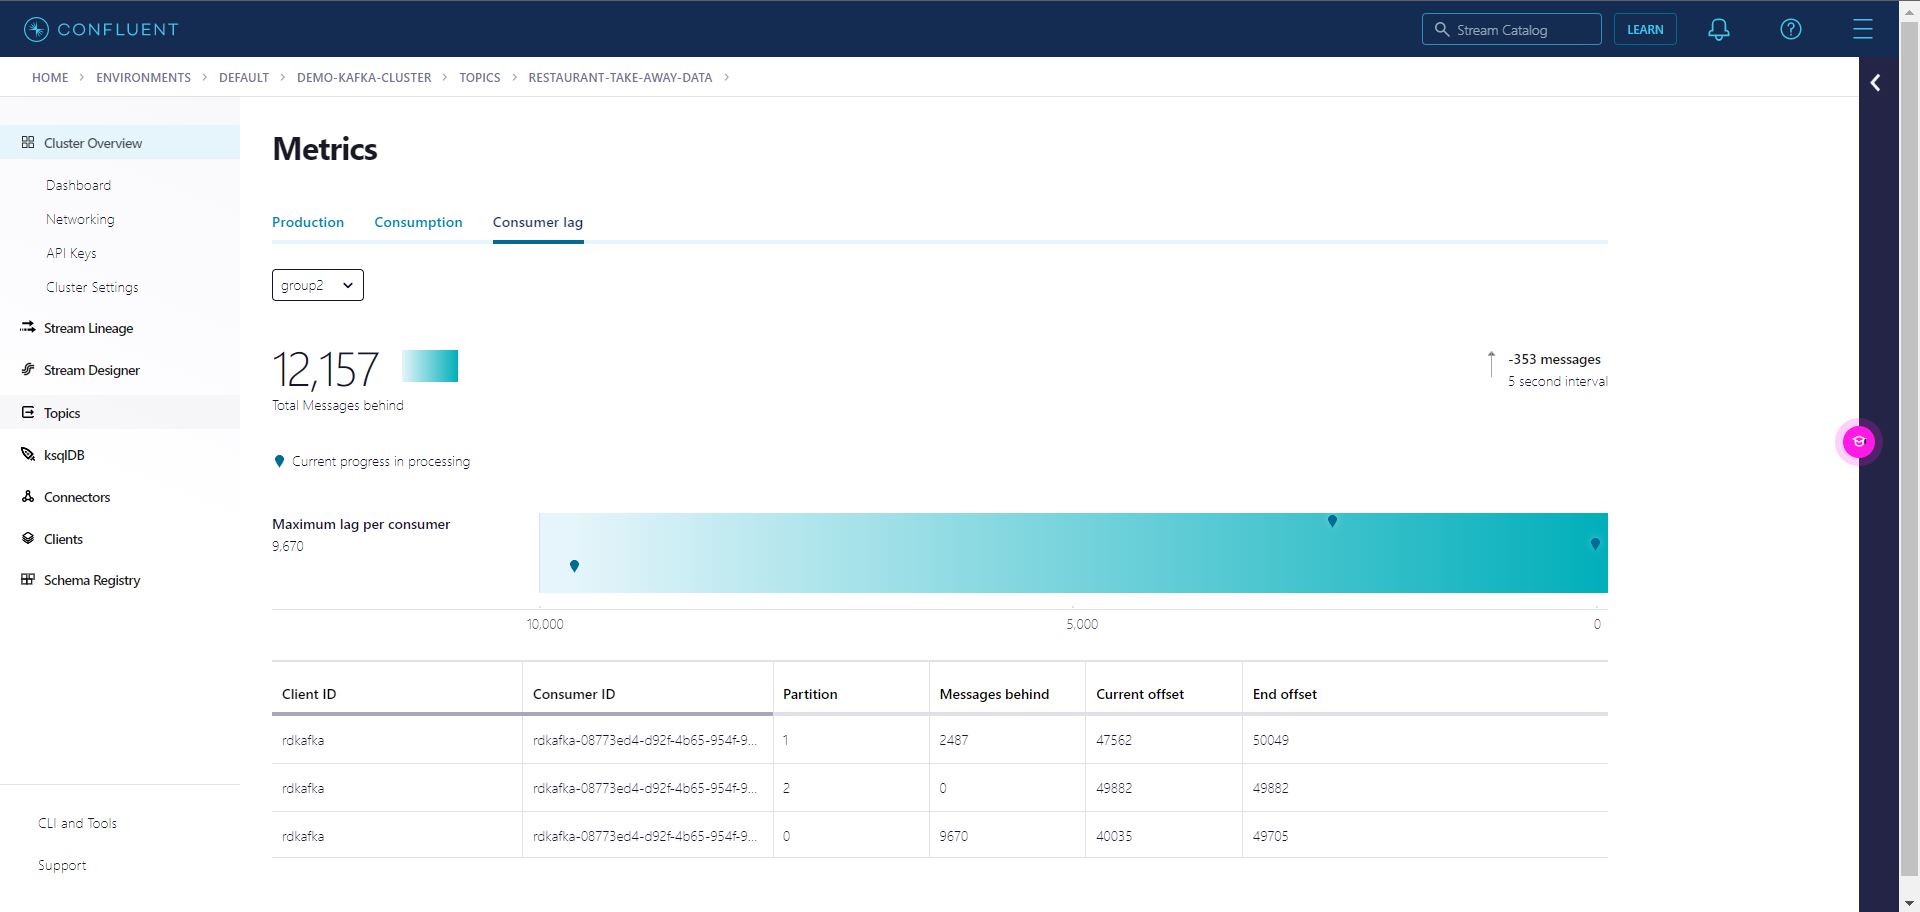 CONFLUENT
Stream Catalog
LEARN
HOME > ENVIRONMENTS > DEFAULT > DEMO-KAFKA-CLUSTER > TOPICS > RESTAURANT-TAKE-AWAY-DATA >
Cluster Overview
Dashboard
Networking
API Keys
Cluster Settings
Stream Lineage
Stream Designer
Topics
ksqlDB
Connectors
Clients
Schema Registry
CLI and Tools
Support
Metrics
Production Consumption Consumer lag
group2
12,157
Total Messages behind
-353 messages
5 second interval
Current progress in processing
Maximum lag per consumer
9,670
10,000 5,000 0
Client ID Consumer ID Partition Messages behind Current offset End offset
rdkafka rdkafka-08773ed4-d92f-4b65-954f-9... 1 2487 47562 50049
rdkafka rdkafka-08773ed4-d92f-4b65-954f-9... 2 0 49882 49882
rdkafka rdkafka-08773ed4-d92f-4b65-954f-9... 0 9670 40035 49705